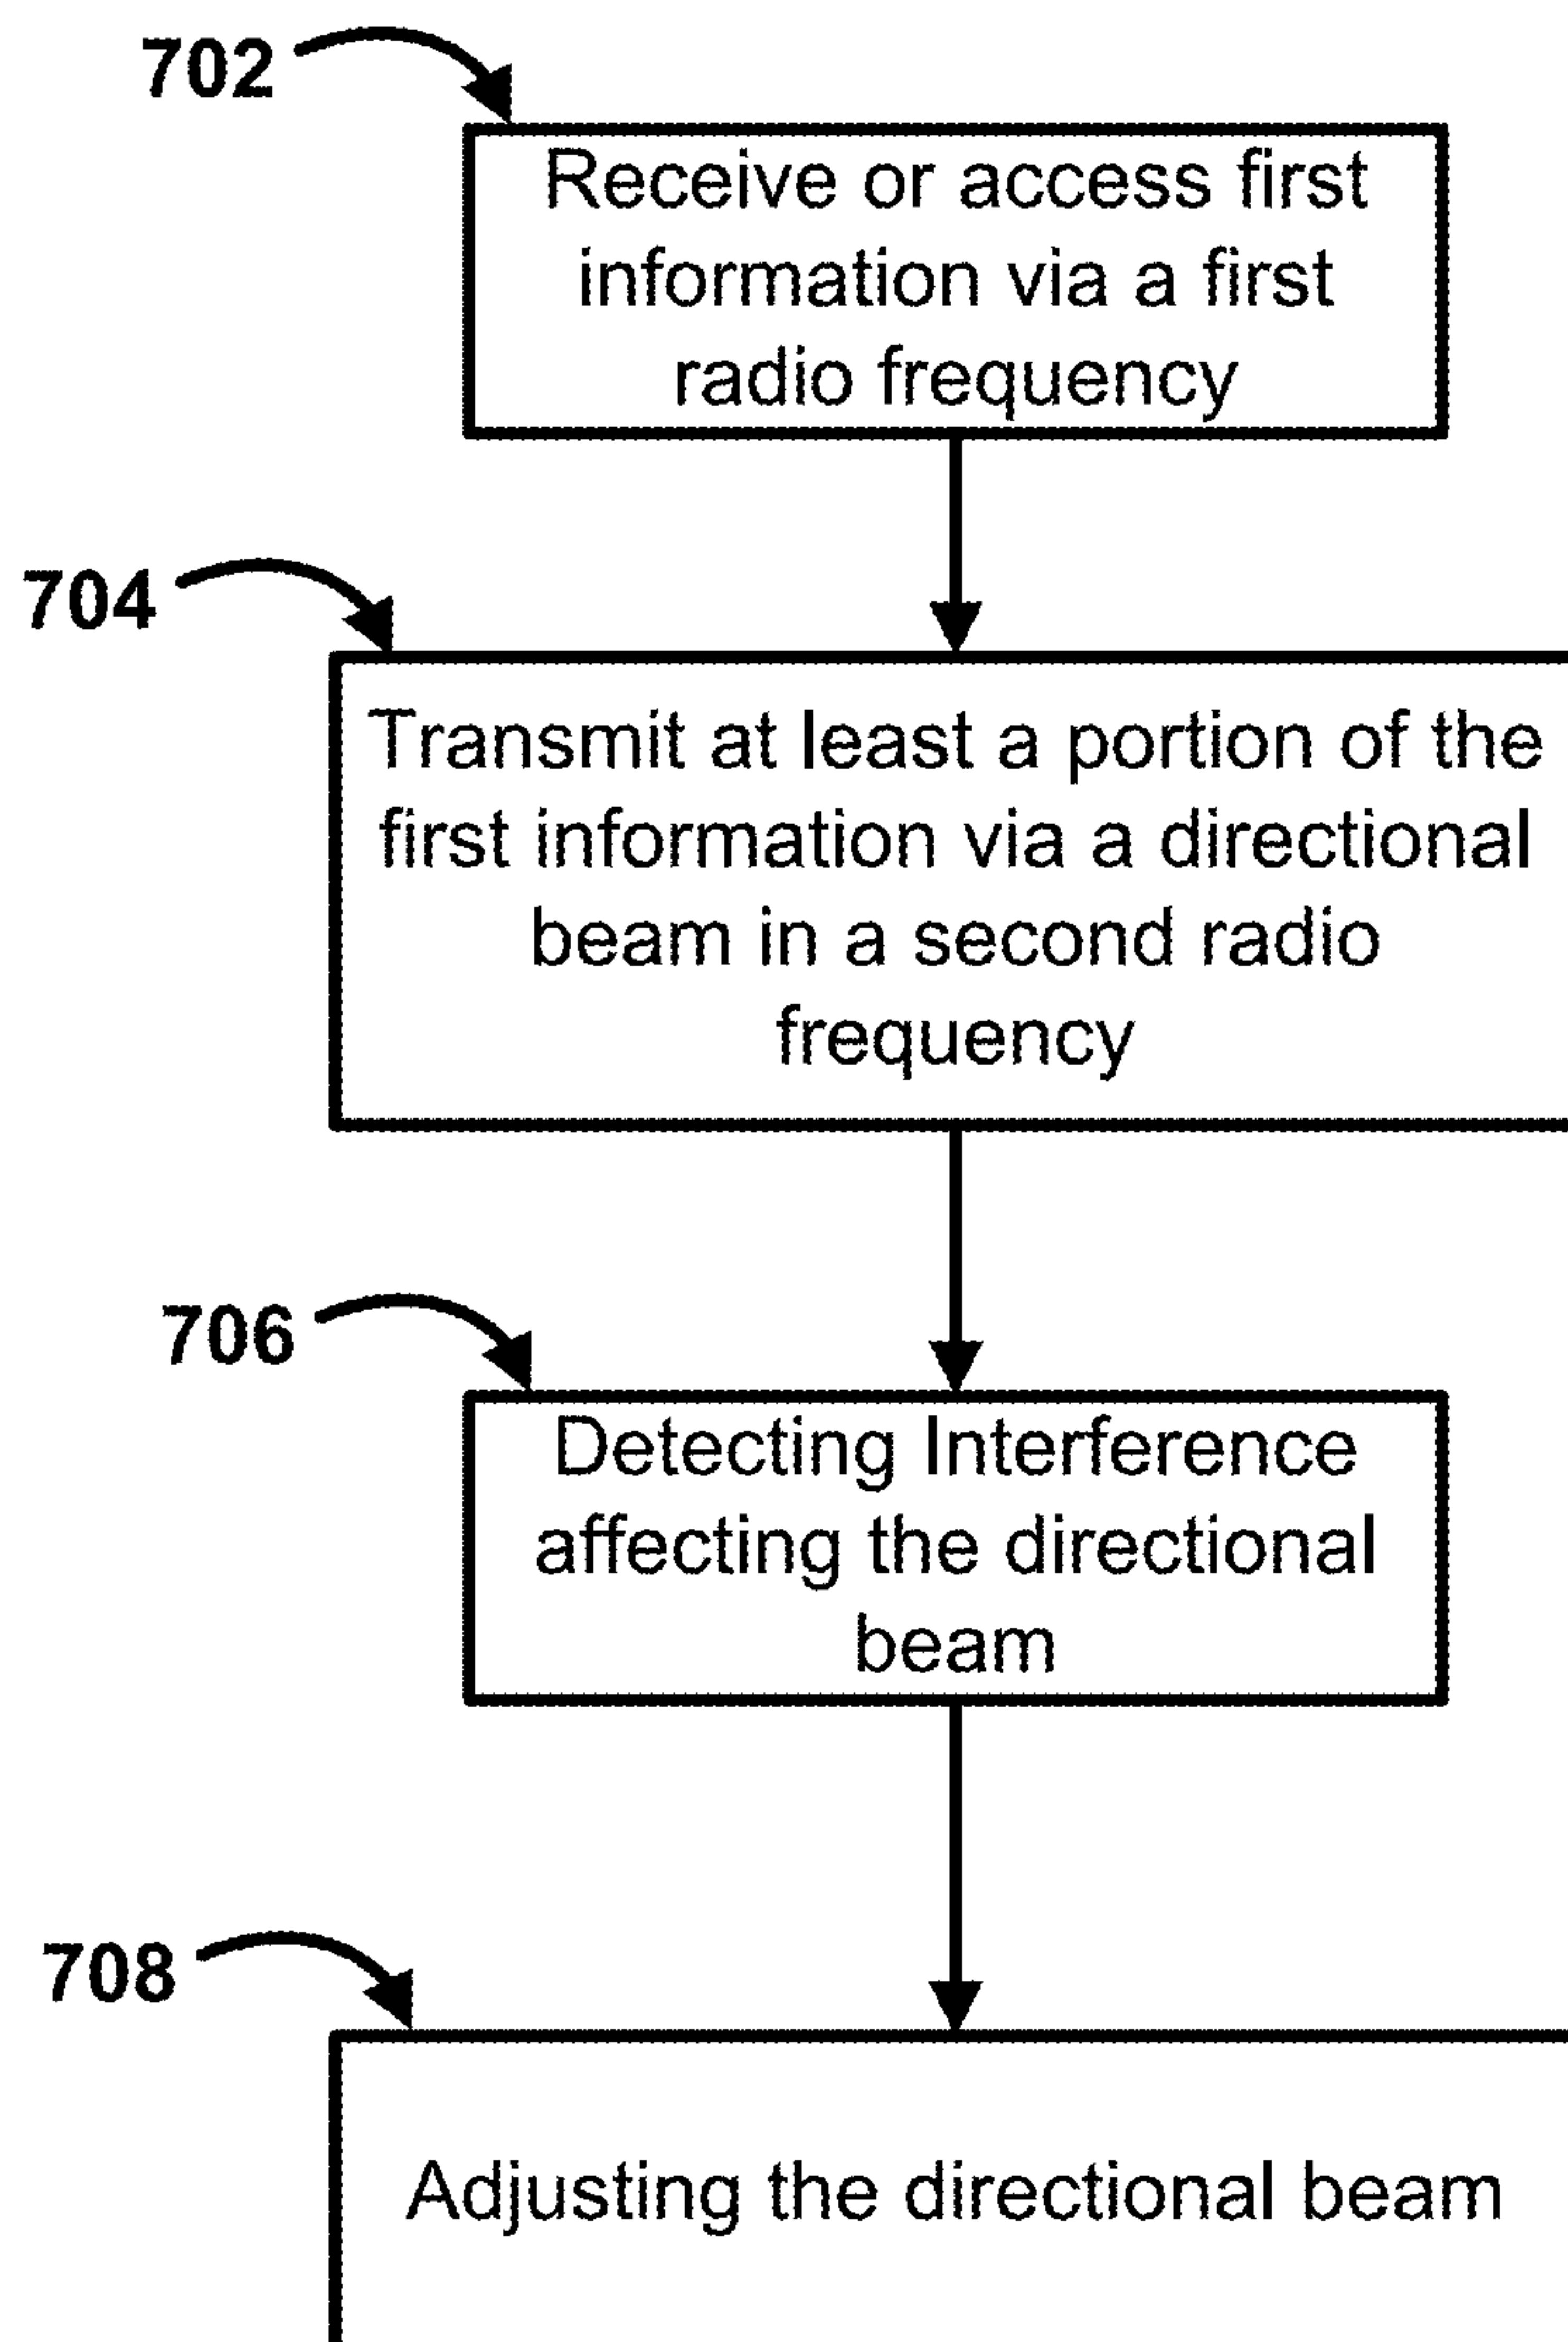 702
Receive or access first
information via a first
radio frequency
704
Transmit at least a portion of the
first information via a directional
beam in a second radio
frequency
706
Detecting Interference
affecting the directional
beam
708
Adjusting the directional beam